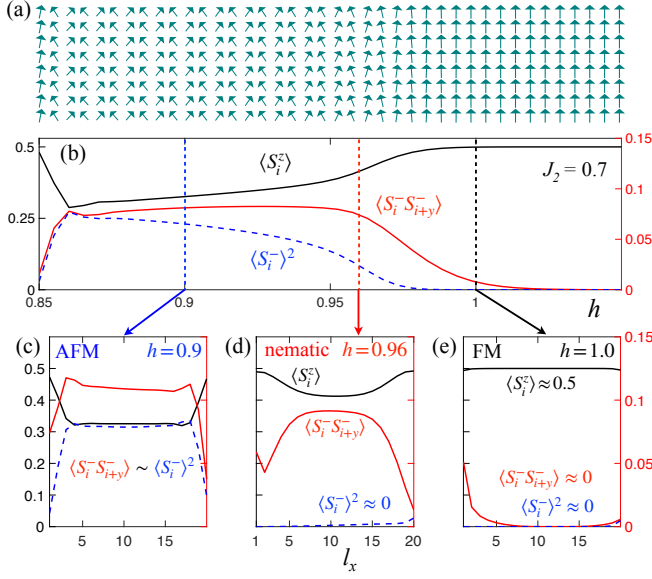 (a)
(b)
⟨S_i^z⟩
J_2 = 0.7
⟨S_i^- S_{i+y}^-⟩
⟨S_i^-⟩^2
0.5
0.25
0
0.15
0.1
0.05
0
0.85
0.9
0.95
1
h
(c) AFM h = 0.9
⟨S_i^- S_{i+y}^-⟩ ~ ⟨S_i^-⟩^2
0.5
0.4
0.3
0.2
0.1
0
5 10 15
(d) nematic h = 0.96
⟨S_i^z⟩
⟨S_i^- S_{i+y}^-⟩
⟨S_i^-⟩^2 ≈ 0
1 5 10 15 20
l_x
(e) FM h = 1.0
⟨S_i^z⟩ ≈ 0.5
⟨S_i^- S_{i+y}^-⟩ ≈ 0
⟨S_i^-⟩^2 ≈ 0
5 10 15
0.15
0.1
0.05
0